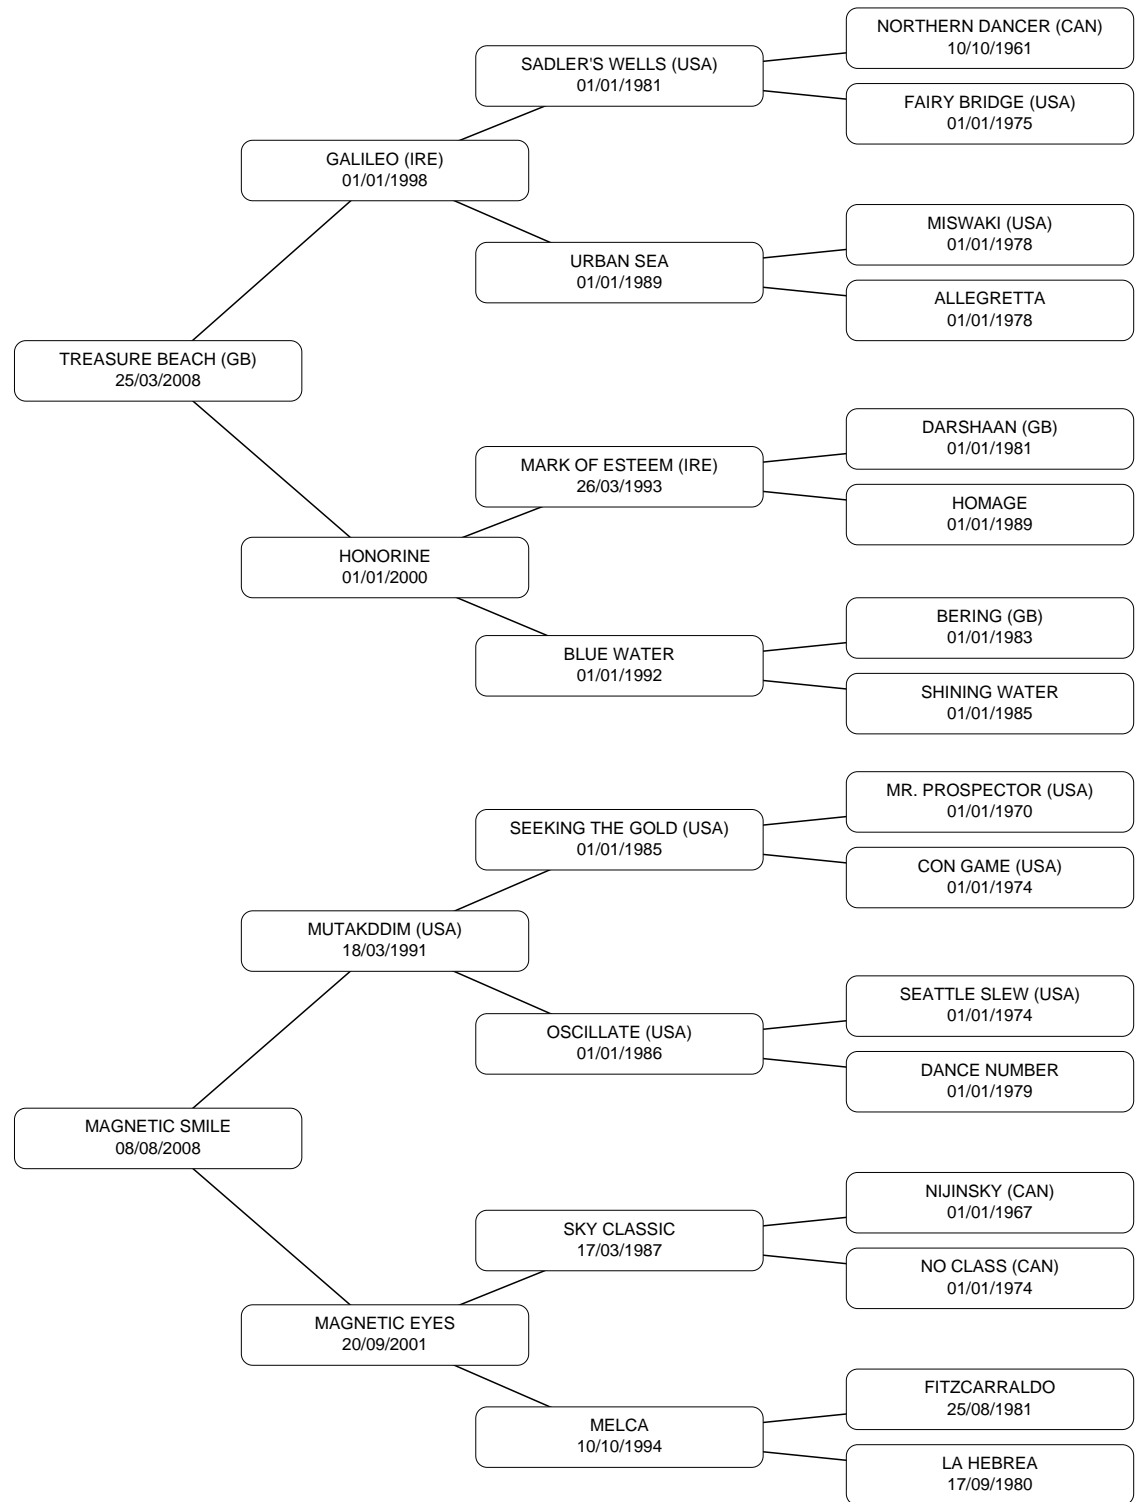 NORTHERN DANCER (CAN)
10/10/1961
SADLER'S WELLS (USA)
01/01/1981
FAIRY BRIDGE (USA)
01/01/1975
GALILEO (IRE)
01/01/1998
MISWAKI (USA)
01/01/1978
URBAN SEA
01/01/1989
ALLEGRETTA
01/01/1978
TREASURE BEACH (GB)
25/03/2008
DARSHAAN (GB)
01/01/1981
MARK OF ESTEEM (IRE)
26/03/1993
HOMAGE
01/01/1989
HONORINE
01/01/2000
BERING (GB)
01/01/1983
BLUE WATER
01/01/1992
SHINING WATER
01/01/1985
MR. PROSPECTOR (USA)
01/01/1970
SEEKING THE GOLD (USA)
01/01/1985
CON GAME (USA)
01/01/1974
MUTAKDDIM (USA)
18/03/1991
SEATTLE SLEW (USA)
01/01/1974
OSCILLATE (USA)
01/01/1986
DANCE NUMBER
01/01/1979
MAGNETIC SMILE
08/08/2008
NIJINSKY (CAN)
01/01/1967
SKY CLASSIC
17/03/1987
NO CLASS (CAN)
01/01/1974
MAGNETIC EYES
20/09/2001
FITZCARRALDO
25/08/1981
MELCA
10/10/1994
LA HEBREA
17/09/1980